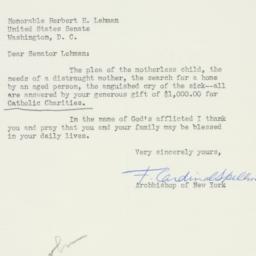 Honorable Herbert H. Lehman
United States Senate
Washington, D. C.
Dear Senator Lehman:
The plea of the motherless child, the
needs of a distraught mother, the search for a home
by an aged person, the anguished cry of the sick--all
are answered by your generous gift of $1,000.00 for
Catholic Charities.
In the name of God's afflicted I thank
you and pray that you and your family may be blessed
in your daily lives.
Very sincerely yours,
F. Cardinal Spellman
Archbishop of New York